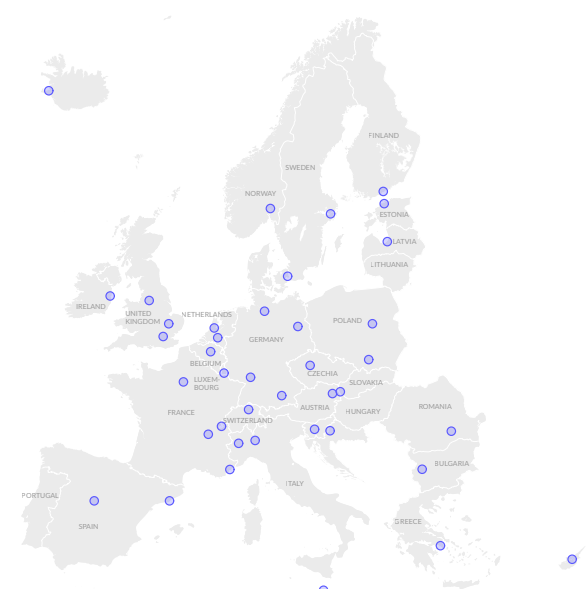 FINLAND
SWEDEN
NORWAY
ESTONIA
LATVIA
LITHUANIA
IRELAND
UNITED
KINGDOM
NETHERLANDS
POLAND
GERMANY
BELGIUM
CZECHIA
LUXEM-
BOURG
SLOVAKIA
FRANCE
AUSTRIA
HUNGARY
ROMANIA
SWITZERLAND
BULGARIA
ITALY
PORTUGAL
SPAIN
GREECE